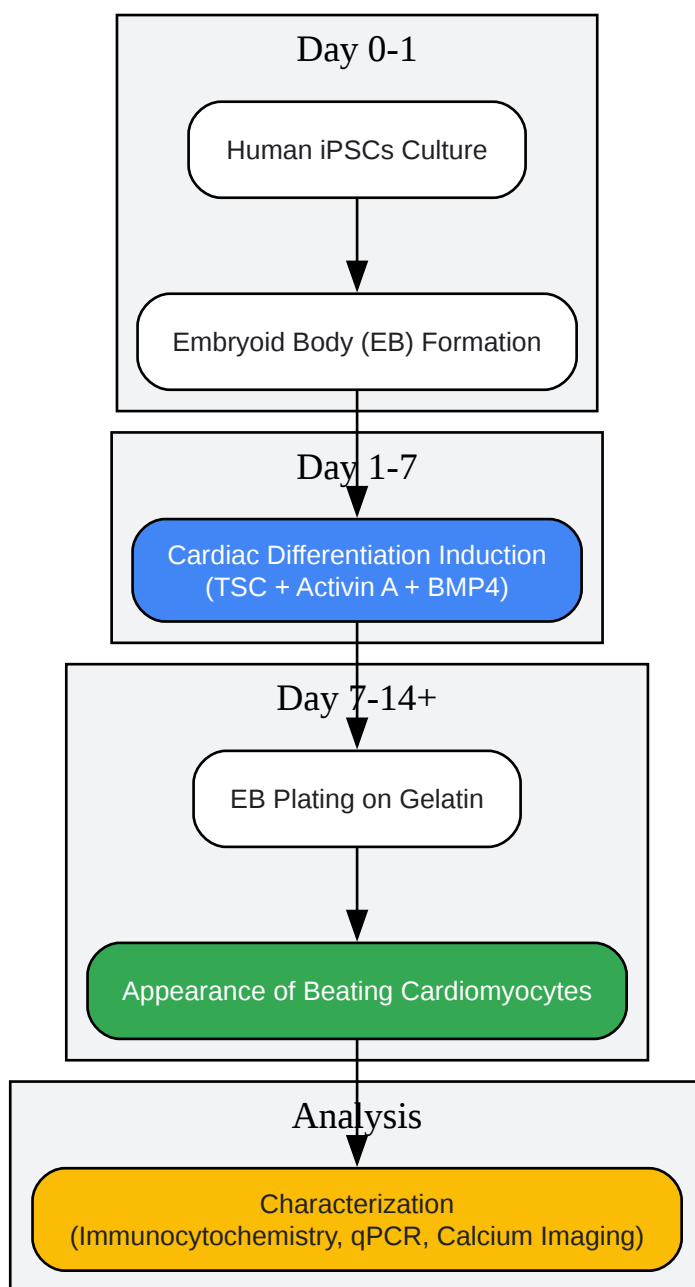 Day 0-1
Human iPSCs Culture
Embryoid Body (EB) Formation
Day 1-7
Cardiac Differentiation Induction
(TSC + Activin A + BMP4)
Day 7-14+
EB Plating on Gelatin
Appearance of Beating Cardiomyocytes
Analysis
Characterization
(Immunocytochemistry, qPCR, Calcium Imaging)